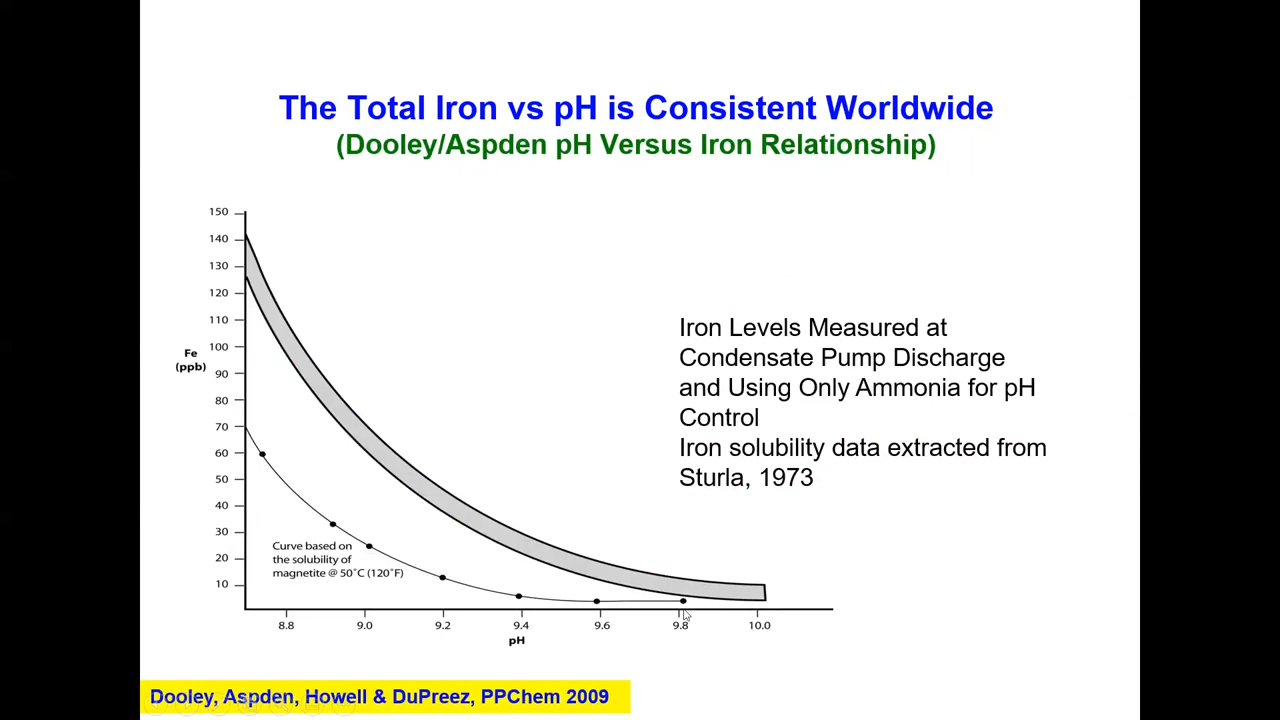 The Total Iron vs pH is Consistent Worldwide
(Dooley/Aspden pH Versus Iron Relationship)
150
140
130
120
110
100
90
80
70
60
50
40
30
20
10
Fe
(ppb)
Iron Levels Measured at
Condensate Pump Discharge
and Using Only Ammonia for pH
Control
Iron solubility data extracted from
Sturla, 1973
Curve based on
the solubility of
magnetite @ 50˚C (120˚F)
8.8 9.0 9.2 9.4 9.6 9.8 10.0
pH
Dooley, Aspden, Howell & DuPreez, PPChem 2009